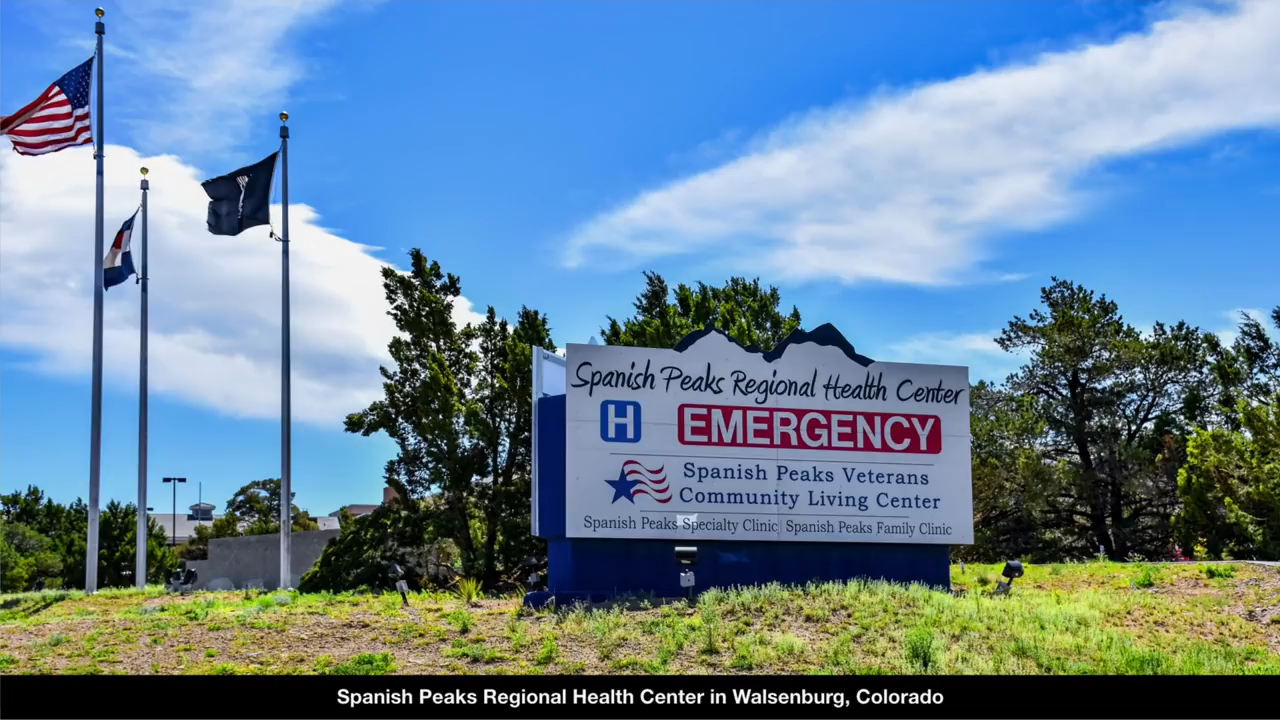 Spanish Peaks Regional Health Center
H EMERGENCY
Spanish Peaks Veterans
Community Living Center
Spanish Peaks Specialty Clinic | Spanish Peaks Family Clinic
Spanish Peaks Regional Health Center in Walsenburg, Colorado